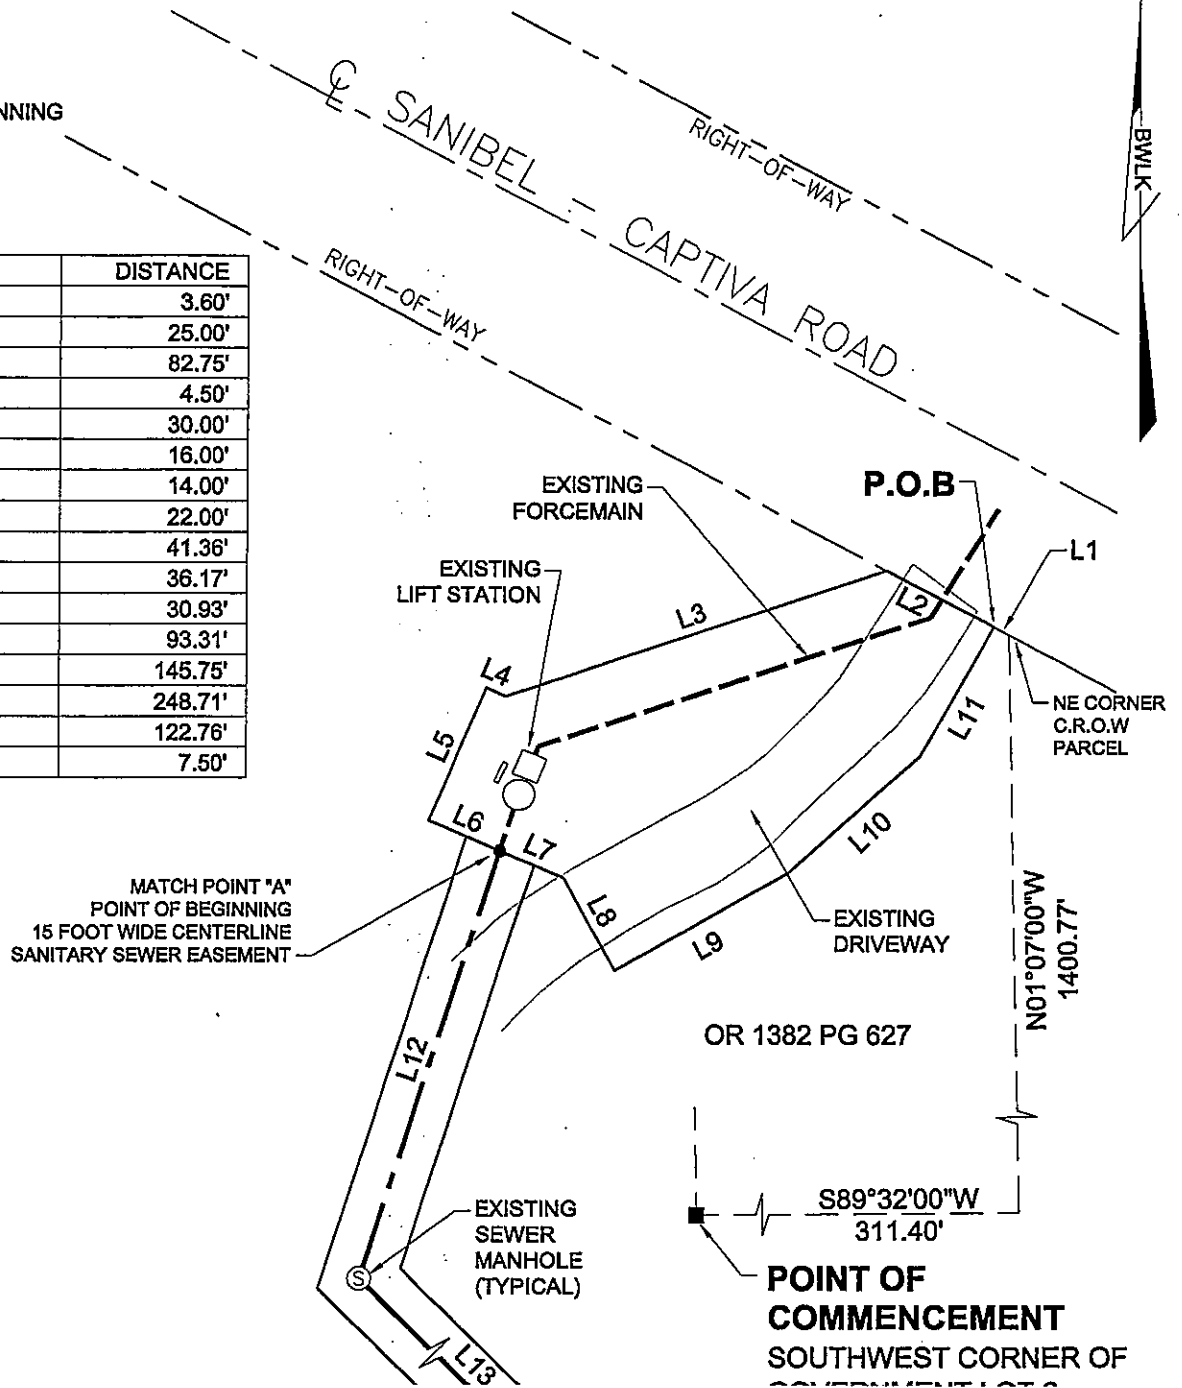 NNING
℄ SANIBEL - CAPTIVA ROAD
RIGHT-OF-WAY
RIGHT-OF-WAY
BWLK
DISTANCE
3.60'
25.00'
82.75'
4.50'
30.00'
16.00'
14.00'
22.00'
41.36'
36.17'
30.93'
93.31'
145.75'
248.71'
122.76'
7.50'
EXISTING
FORCEMAIN
P.O.B
L1
EXISTING
LIFT STATION
L2
L3
L4
L5
NE CORNER
C.R.O.W
PARCEL
L11
L6
L7
L10
MATCH POINT "A"
POINT OF BEGINNING
15 FOOT WIDE CENTERLINE
SANITARY SEWER EASEMENT
L8
L9
EXISTING
DRIVEWAY
N01°07'00"W
1400.77'
OR 1382 PG 627
L12
EXISTING
SEWER
MANHOLE
(TYPICAL)
S
L13
S89°32'00"W
311.40'
POINT OF
COMMENCEMENT
SOUTHWEST CORNER OF
GOVERNMENT LOT